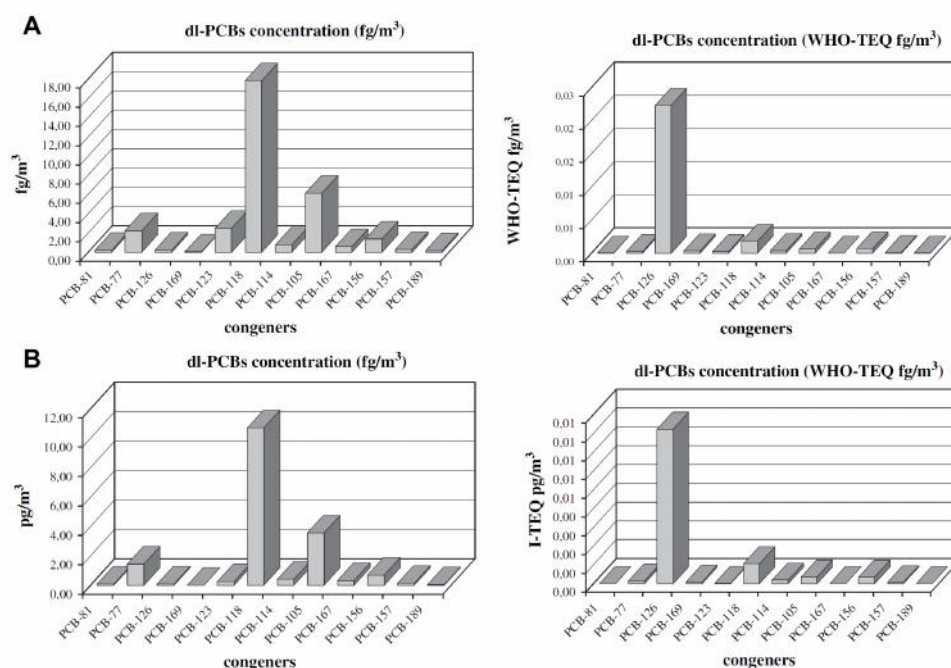 A
dl-PCBs concentration (fg/m³)
fg/m³
18,00
16,00
14,00
12,00
10,00
8,00
6,00
4,00
2,00
0,00
PCB-81
PCB-77
PCB-126
PCB-169
PCB-123
PCB-118
PCB-114
PCB-105
PCB-167
PCB-156
PCB-157
PCB-189
congeners
dl-PCBs concentration (WHO-TEQ fg/m³)
WHO-TEQ fg/m³
0,03
0,02
0,02
0,01
0,01
0,00
PCB-81
PCB-77
PCB-126
PCB-169
PCB-123
PCB-118
PCB-114
PCB-105
PCB-167
PCB-156
PCB-157
PCB-189
congeners
B
dl-PCBs concentration (fg/m³)
pg/m³
12,00
10,00
8,00
6,00
4,00
2,00
0,00
PCB-81
PCB-77
PCB-126
PCB-169
PCB-123
PCB-118
PCB-114
PCB-105
PCB-167
PCB-156
PCB-157
PCB-189
congeners
dl-PCBs concentration (WHO-TEQ fg/m³)
I-TEQ pg/m³
0,01
0,01
0,01
0,01
0,01
0,00
0,00
0,00
0,00
0,00
PCB-81
PCB-77
PCB-126
PCB-169
PCB-123
PCB-118
PCB-114
PCB-105
PCB-167
PCB-156
PCB-157
PCB-189
congeners